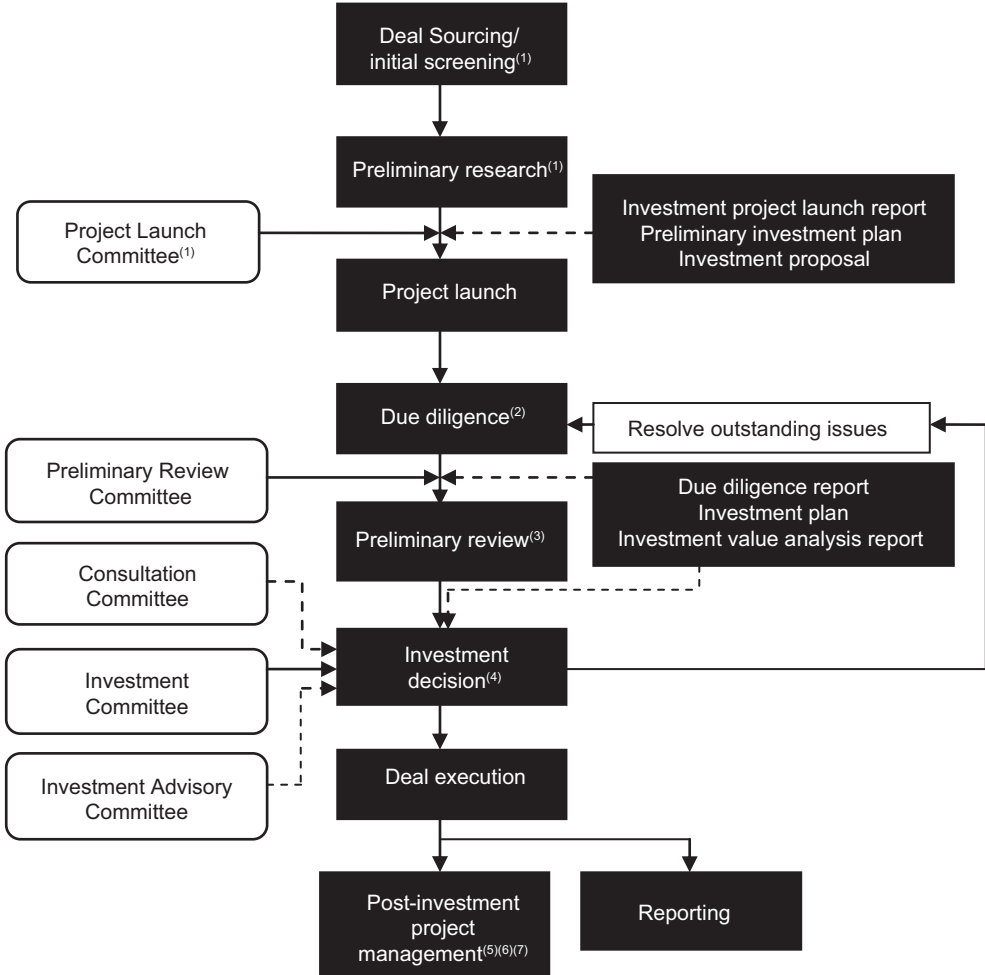 Deal Sourcing/
initial screening(1)
Preliminary research(1)
Project Launch
Committee(1)
Investment project launch report
Preliminary investment plan
Investment proposal
Project launch
Due diligence(2)
Resolve outstanding issues
Preliminary Review
Committee
Due diligence report
Investment plan
Investment value analysis report
Preliminary review(3)
Consultation
Committee
Investment
decision(4)
Investment
Committee
Investment Advisory
Committee
Deal execution
Post-investment
project
management(5)(6)(7)
Reporting